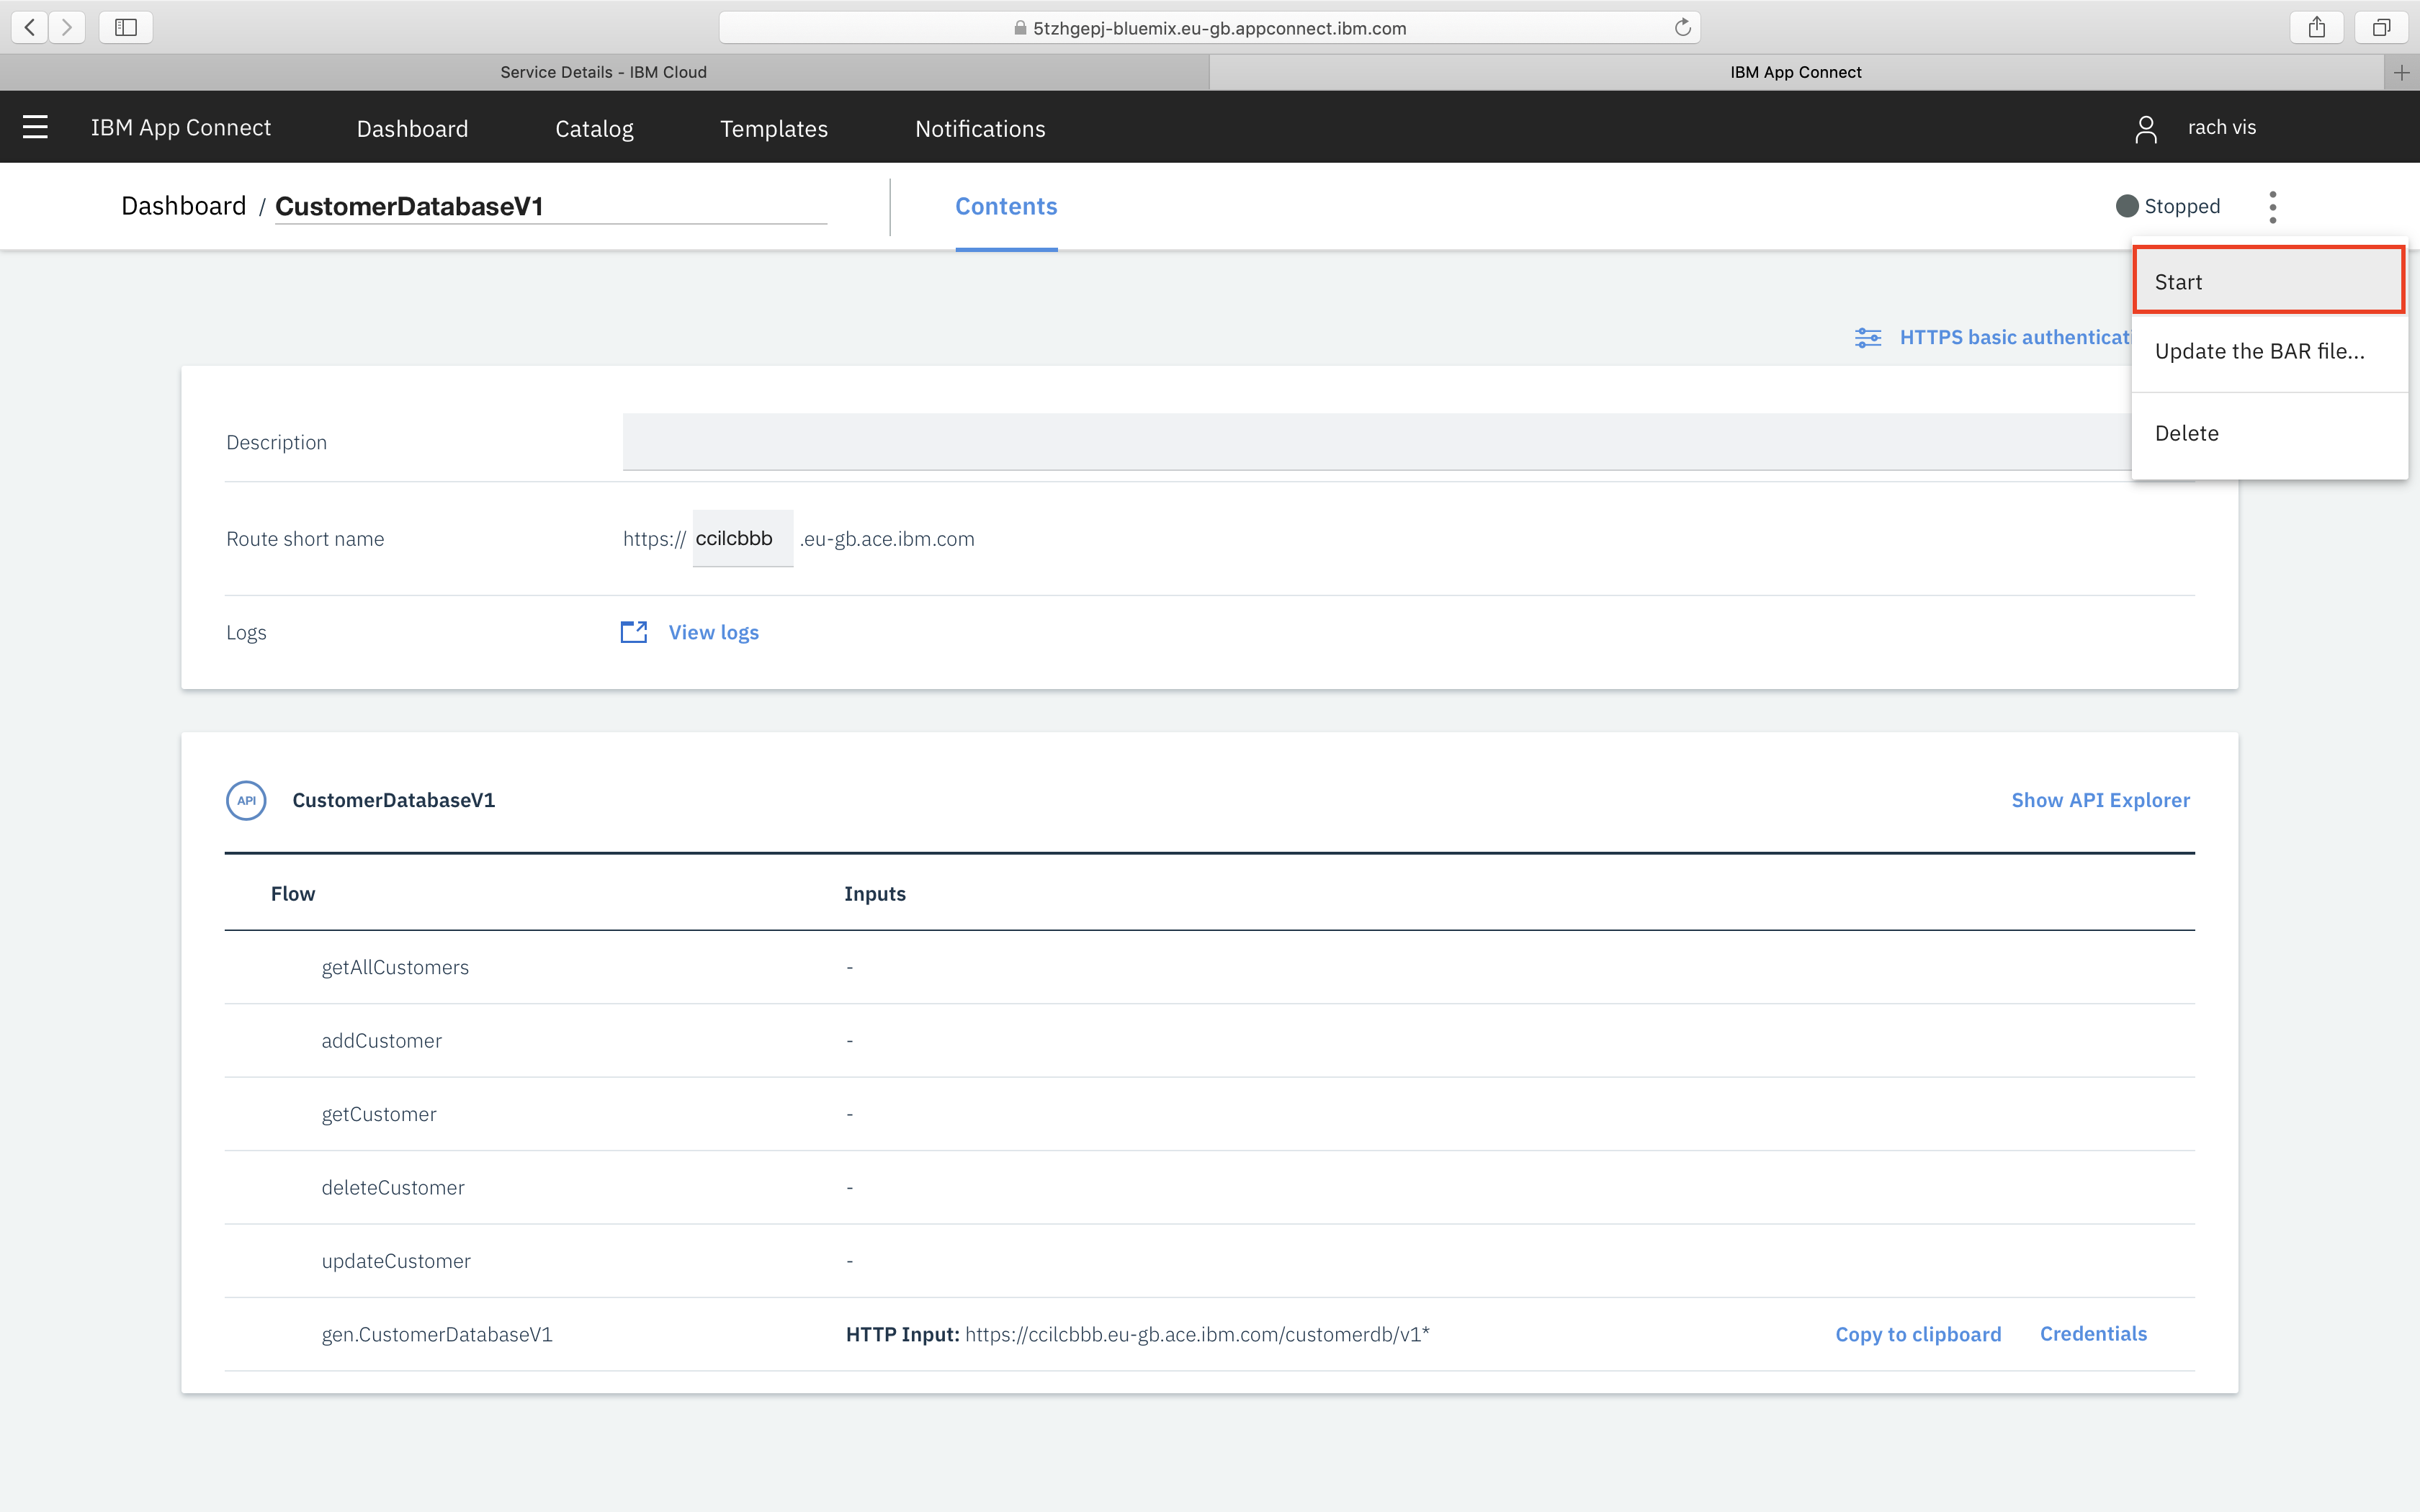 5tzhgepj-bluemix.eu-gb.appconnect.ibm.com
Service Details - IBM Cloud
IBM App Connect
IBM App Connect Dashboard Catalog Templates Notifications rach vis
Dashboard / CustomerDatabaseV1 Contents Stopped
Start
HTTPS basic authenticati
Update the BAR file...
Delete
Description
Route short name https:// ccilcbbb .eu-gb.ace.ibm.com
Logs View logs
API CustomerDatabaseV1 Show API Explorer
Flow Inputs
getAllCustomers -
addCustomer -
getCustomer -
deleteCustomer -
updateCustomer -
gen.CustomerDatabaseV1 HTTP Input: https://ccilcbbb.eu-gb.ace.ibm.com/customerdb/v1* Copy to clipboard Credentials